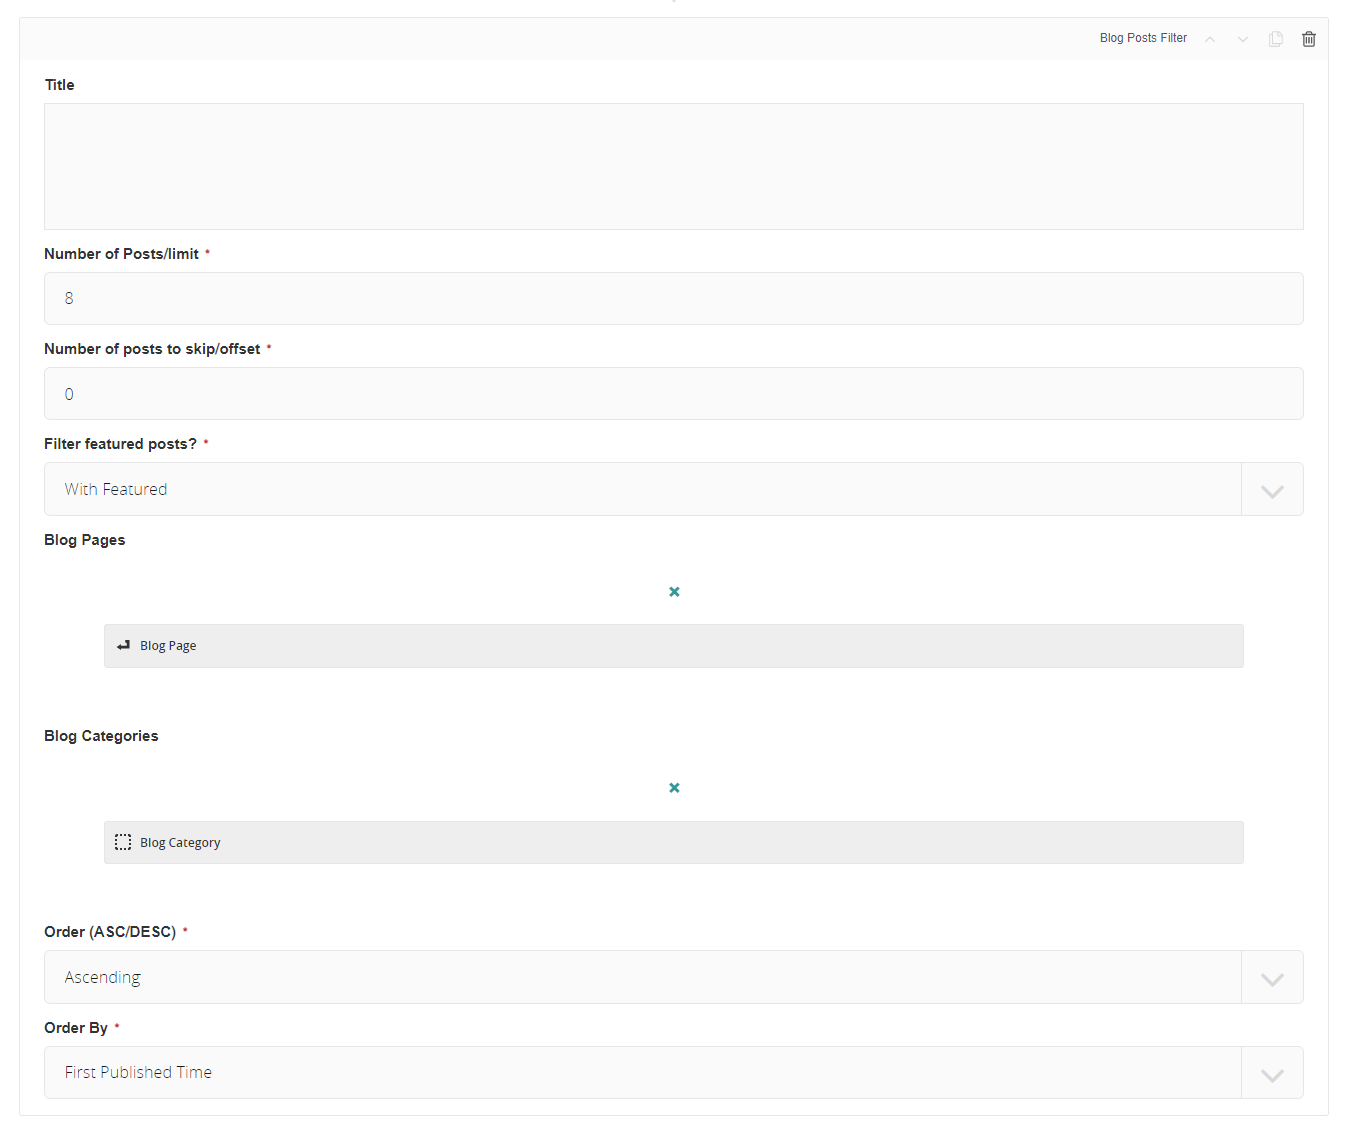 Blog Posts Filter
Title
Number of Posts/limit *
8
Number of posts to skip/offset *
0
Filter featured posts? *
With Featured
Blog Pages
Blog Page
Blog Categories
Blog Category
Order (ASC/DESC) *
Ascending
Order By *
First Published Time